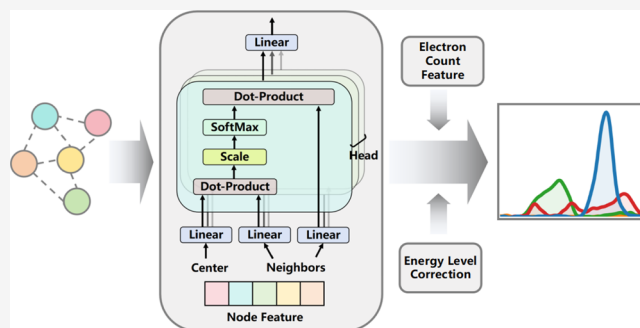 Linear
Dot-Product
SoftMax
Scale
Head
Dot-Product
Linear
Linear
Linear
Center
Neighbors
Node Feature
Electron
Count
Feature
Energy Level
Correction